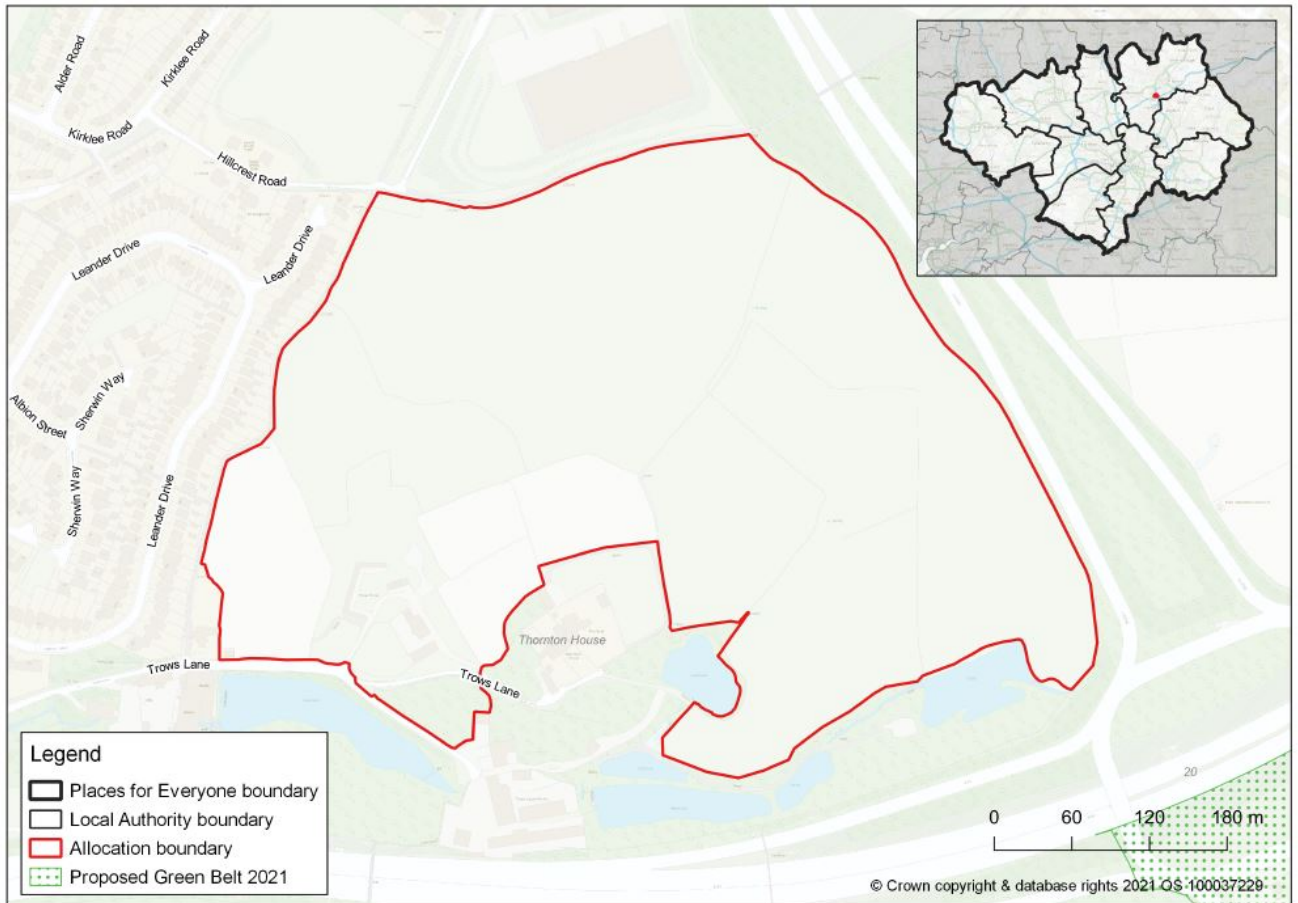 Alder Road
Kirklee Road
Kirklee Road
Hillcrest Road
Leander Drive
Leander Drive
Sherwin Way
Albion Street
Sherwin Way
Leander Drive
Thornton House
Trows Lane
Trows Lane
20
Legend
Places for Everyone boundary
Local Authority boundary
Allocation boundary
Proposed Green Belt 2021
0 60 120 180 m
© Crown copyright & database rights 2021 OS 100037229